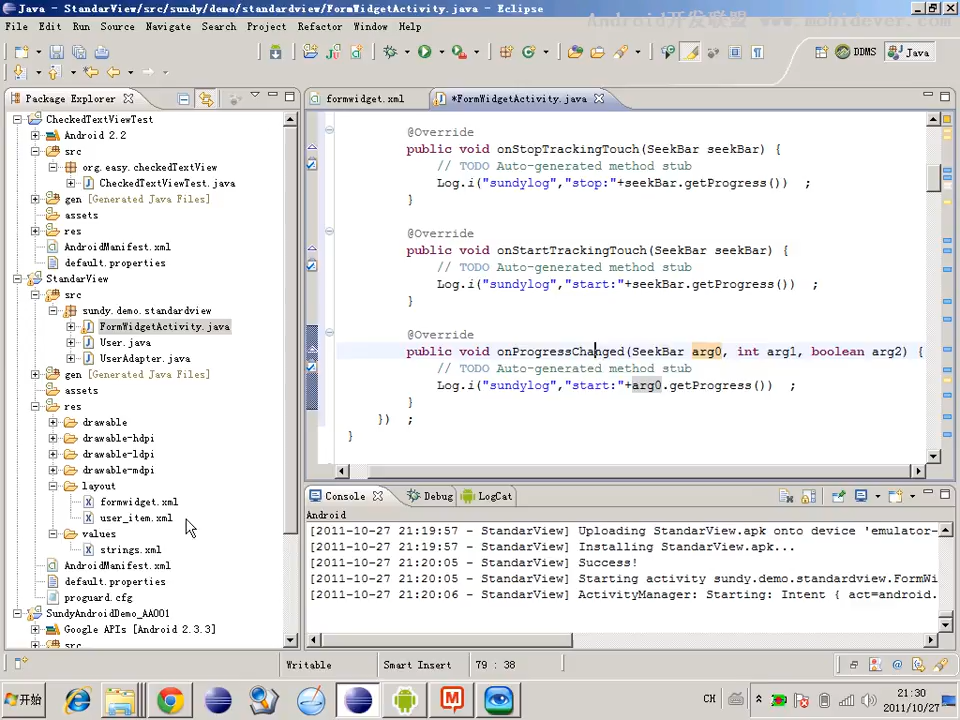 Java - StandarView/src/sundy/demo/standardview/FormWidgetActivity.java - Eclipse
Android开发联盟 www.mobidever.com
File Edit Run Source Navigate Search Project Refactor Window Help
DDMS Java
Package Explorer
formwidget.xml *FormWidgetActivity.java
CheckedTextViewTest
Android 2.2
src
org.easy.checkedTextView
CheckedTextViewTest.java
gen [Generated Java Files]
assets
res
AndroidManifest.xml
default.properties
StandarView
src
sundy.demo.standardview
FormWidgetActivity.java
User.java
UserAdapter.java
gen [Generated Java Files]
assets
res
drawable
drawable-hdpi
drawable-ldpi
drawable-mdpi
layout
formwidget.xml
user_item.xml
values
strings.xml
AndroidManifest.xml
default.properties
proguard.cfg
SundyAndroidDemo_AA001
Google APIs [Android 2.3.3]
src
@Override
public void onStopTrackingTouch(SeekBar seekBar) {
// TODO Auto-generated method stub
Log.i("sundylog","stop:"+seekBar.getProgress()) ;
}
@Override
public void onStartTrackingTouch(SeekBar seekBar) {
// TODO Auto-generated method stub
Log.i("sundylog","start:"+seekBar.getProgress()) ;
}
@Override
public void onProgressChanged(SeekBar arg0, int arg1, boolean arg2) {
// TODO Auto-generated method stub
Log.i("sundylog","start:"+arg0.getProgress()) ;
}
}) ;
}
Console Debug LogCat
Android
[2011-10-27 21:19:57 - StandarView] Uploading StandarView.apk onto device 'emulator-
[2011-10-27 21:19:57 - StandarView] Installing StandarView.apk...
[2011-10-27 21:20:05 - StandarView] Success!
[2011-10-27 21:20:05 - StandarView] Starting activity sundy.demo.standardview.FormWi
[2011-10-27 21:20:06 - StandarView] ActivityManager: Starting: Intent { act=android.
Writable Smart Insert 79 : 38
开始
CH
21:30
2011/10/27